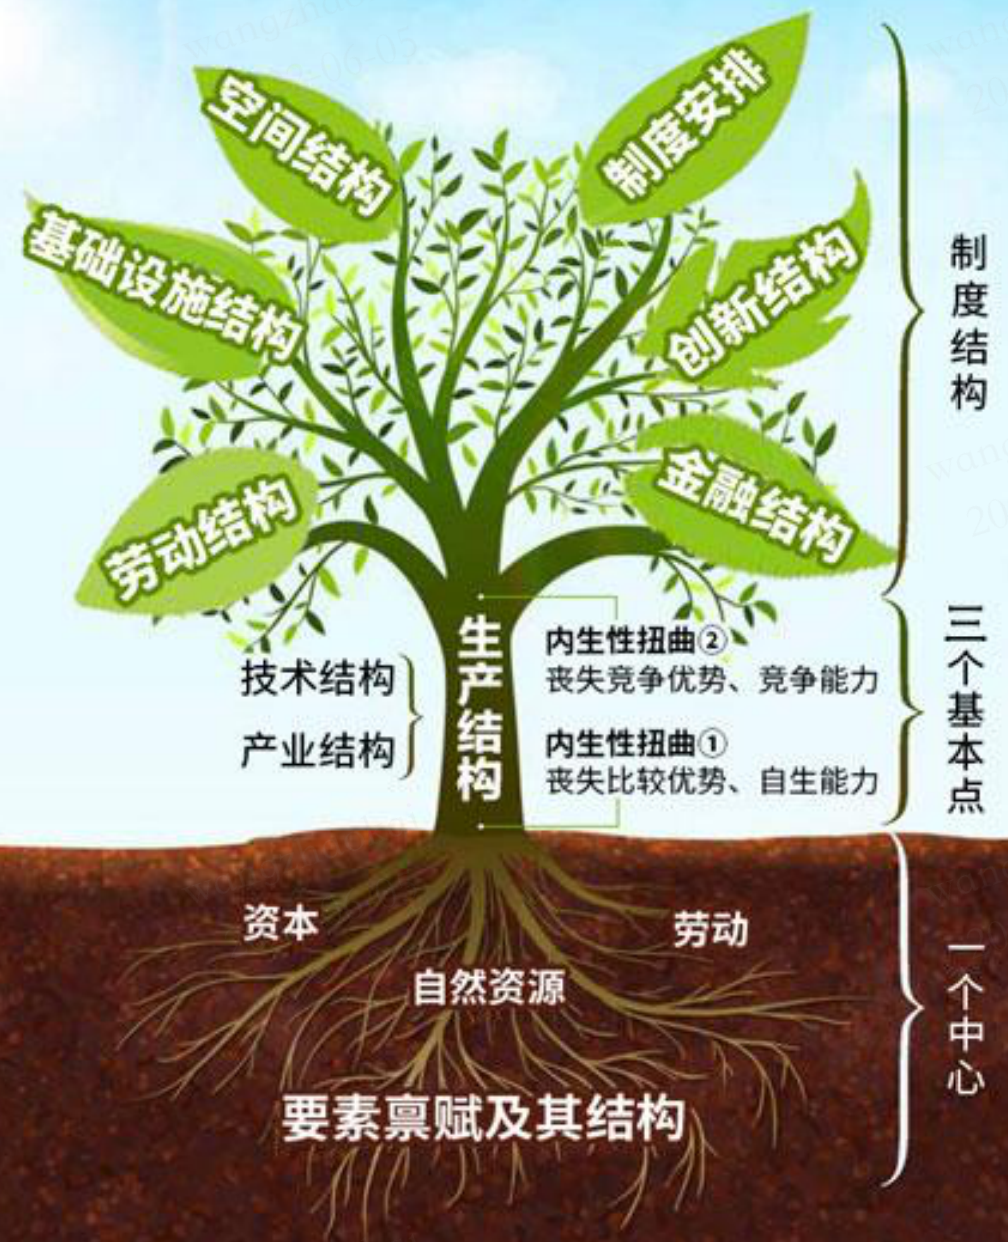 空间结构
制度安排
基础设施结构
创新结构
制度结构
劳动结构
金融结构
生产结构
技术结构
产业结构
内生性扭曲②
丧失竞争优势、竞争能力
内生性扭曲①
丧失比较优势、自生能力
三个基本点
资本
劳动
自然资源
一个中心
要素禀赋及其结构